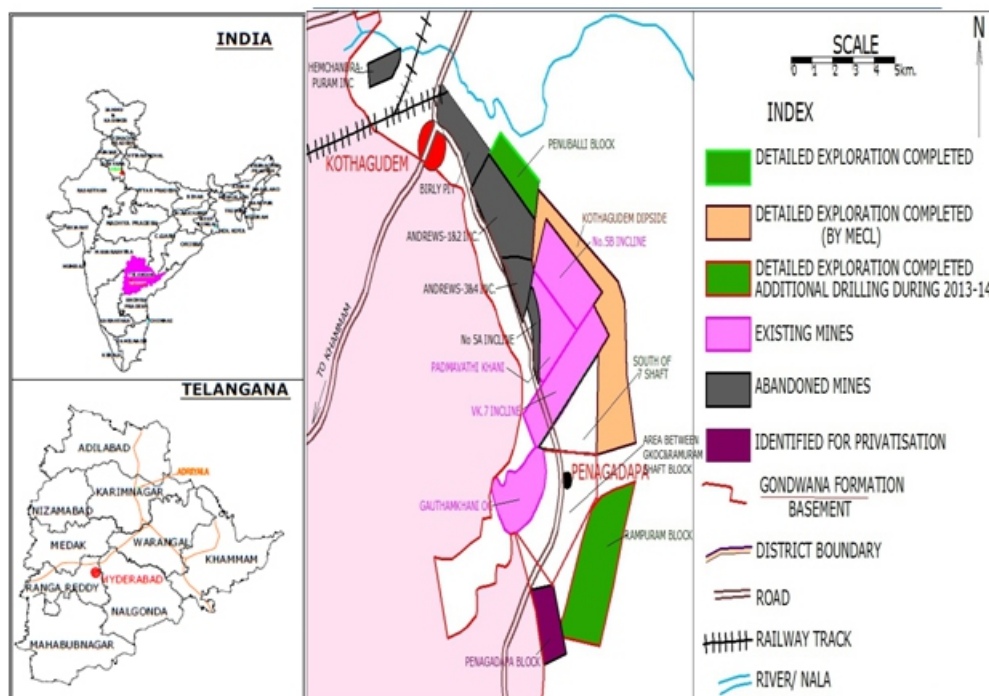 INDIA
TELANGANA
ADILABAD
ADRIYALA
KARIMNAGAR
NIZAMABAD
MEDAK
WARANGAL
KHAMMAM
HYDERABAD
RANGA REDDY
NALGONDA
MAHABUBNAGAR
HEMCHANDRA-
PURAM INC
KOTHAGUDEM
BIRLY PIT
PENUBALLI BLOCK
ANDREWS-1&2 INC.
KOTHAGUDEM DIPSIDE
No.5B INCLINE
ANDREWS-3&4 INC.
TO KHAMMAM
No 5A INCLINE
PADMAVATHI KHANI
SOUTH OF
7 SHAFT
VK.7 INCLINE
AREA BETWEEN
GKOC&RAMURAM
SHAFT BLOCK
PENAGADAPA
GAUTHAMKHANI OC
RAMPURAM BLOCK
PENAGADAPA BLOCK
N
SCALE
0 1 2 3 4 5km.
INDEX
DETAILED EXPLORATION COMPLETED
DETAILED EXPLORATION COMPLETED
(BY MECL)
DETAILED EXPLORATION COMPLETED
ADDITIONAL DRILLING DURING 2013-14
EXISTING MINES
ABANDONED MINES
IDENTIFIED FOR PRIVATISATION
GONDWANA FORMATION
BASEMENT
DISTRICT BOUNDARY
ROAD
RAILWAY TRACK
RIVER/ NALA